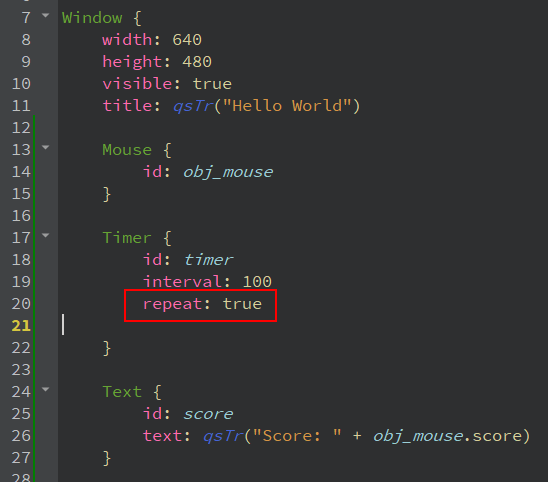 7 Window {
8 width: 640
9 height: 480
10 visible: true
11 title: qsTr("Hello World")
12
13 Mouse {
14 id: obj_mouse
15 }
16
17 Timer {
18 id: timer
19 interval: 100
20 repeat: true
21
22 }
23
24 Text {
25 id: score
26 text: qsTr("Score: " + obj_mouse.score)
27 }
28